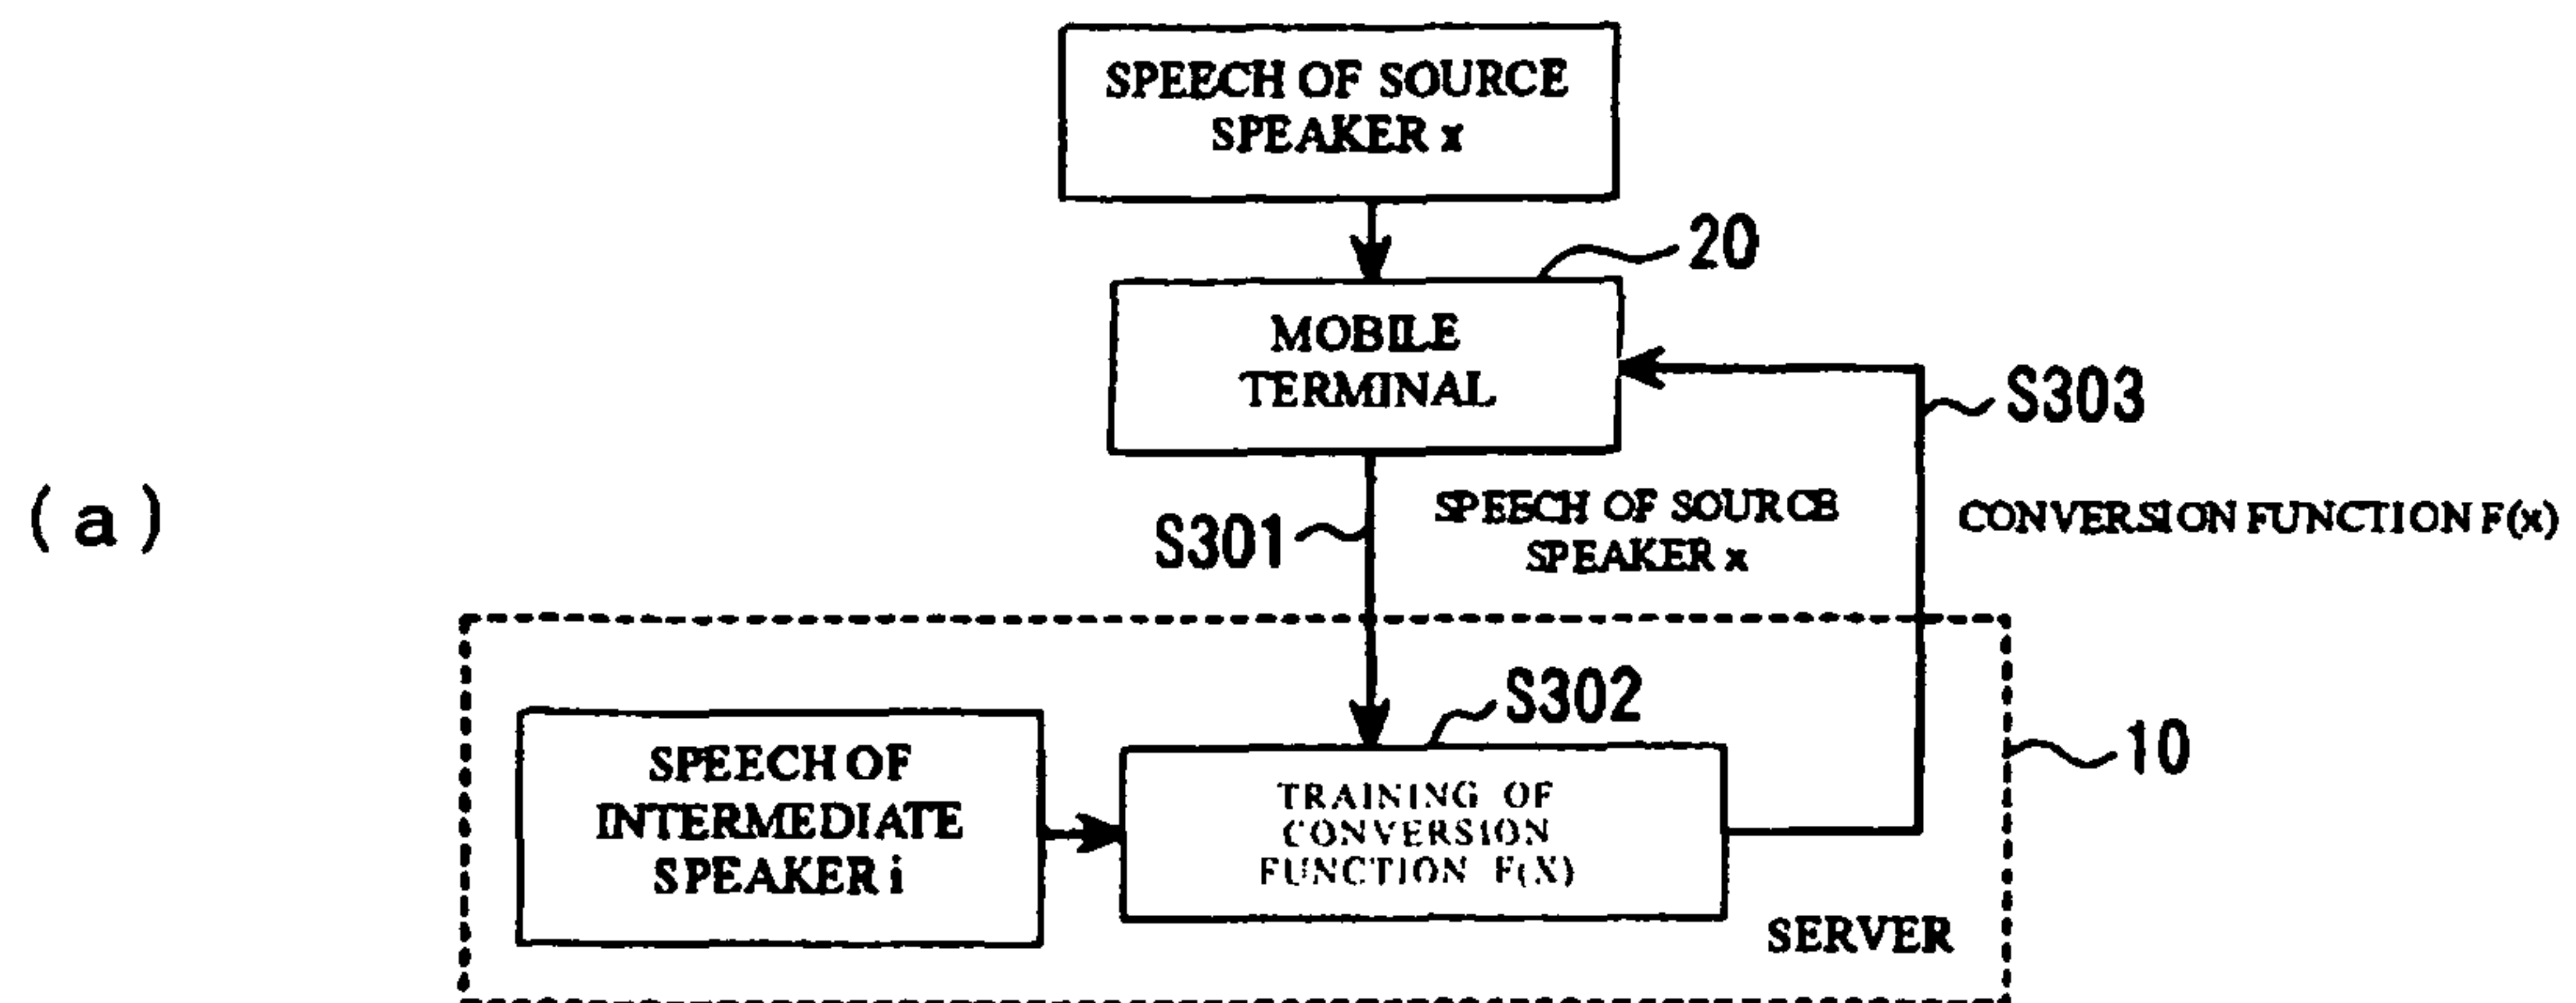 SPEECH OF SOURCE
SPEAKER x
20
MOBILE
TERMINAL
S303
(a)
S301
SPEECH OF SOURCE
SPEAKER x
CONVERSION FUNCTION F(x)
S302
10
SPEECH OF
INTERMEDIATE
SPEAKER i
TRAINING OF
CONVERSION
FUNCTION F(X)
SERVER